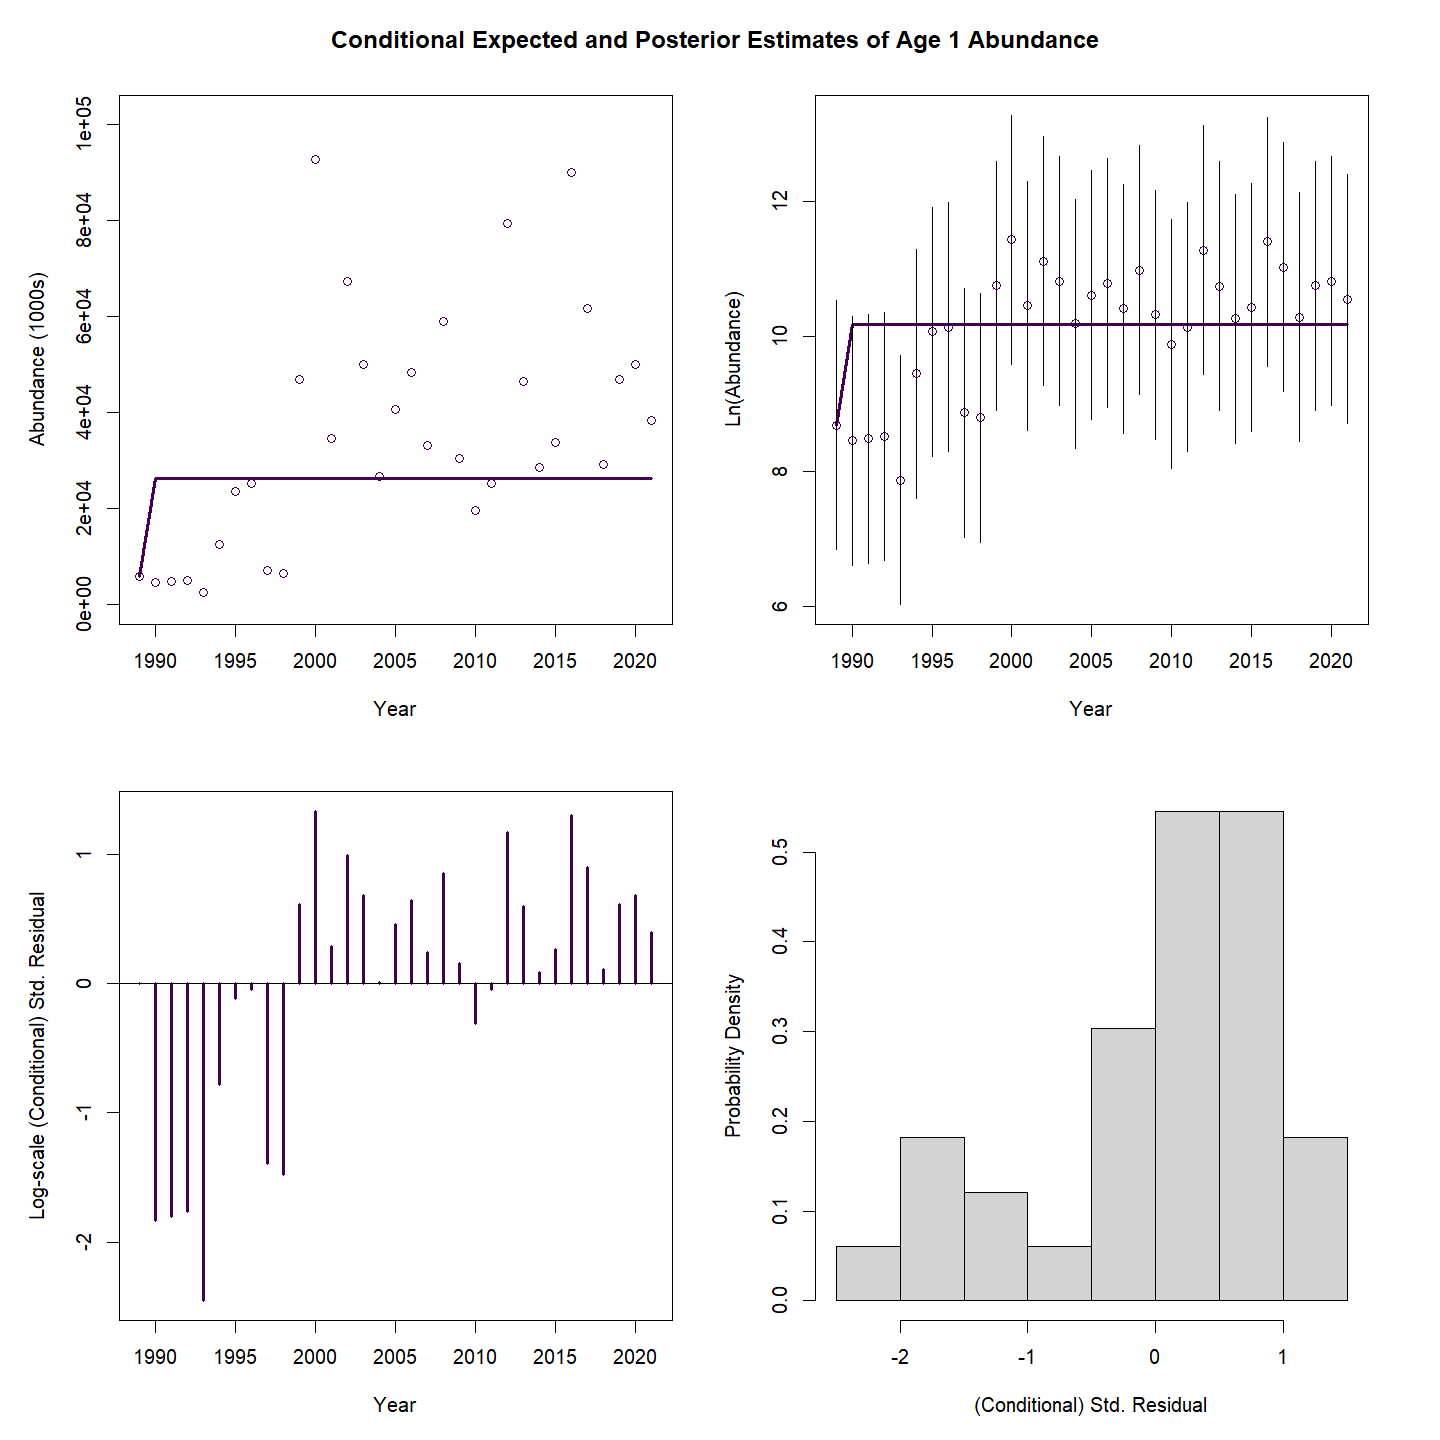 Conditional Expected and Posterior Estimates of Age 1 Abundance
Abundance (1000s)
1e+05
8e+04
6e+04
4e+04
2e+04
0e+00
1990 1995 2000 2005 2010 2015 2020
Year
Ln(Abundance)
12
10
8
6
1990 1995 2000 2005 2010 2015 2020
Year
Log-scale (Conditional) Std. Residual
1
0
-1
-2
1990 1995 2000 2005 2010 2015 2020
Year
Probability Density
0.5
0.4
0.3
0.2
0.1
0.0
-2 -1 0 1
(Conditional) Std. Residual